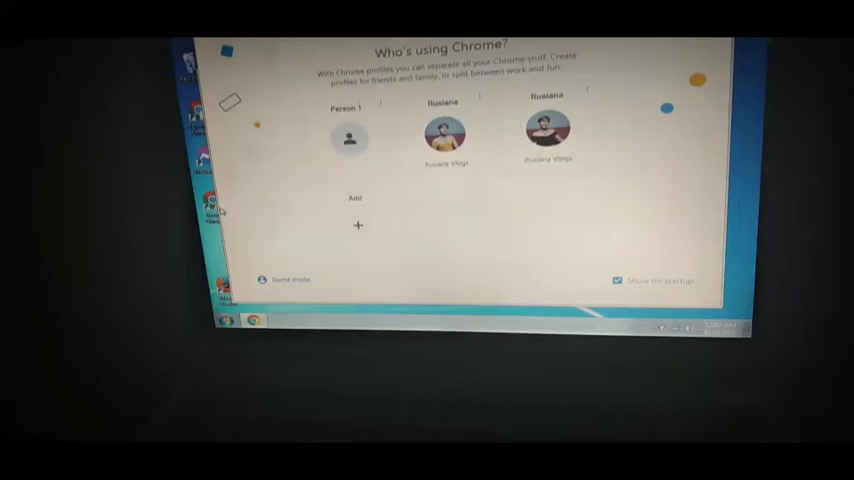 Who's using Chrome?
With Chrome profiles you can separate all your Chrome stuff. Create
profiles for friends and family, or split between work and fun.
Person 1
Rusiana
Rusiana
Rusiana Vlogs
Rusiana Vlogs
Add
Guest mode
Show on startup